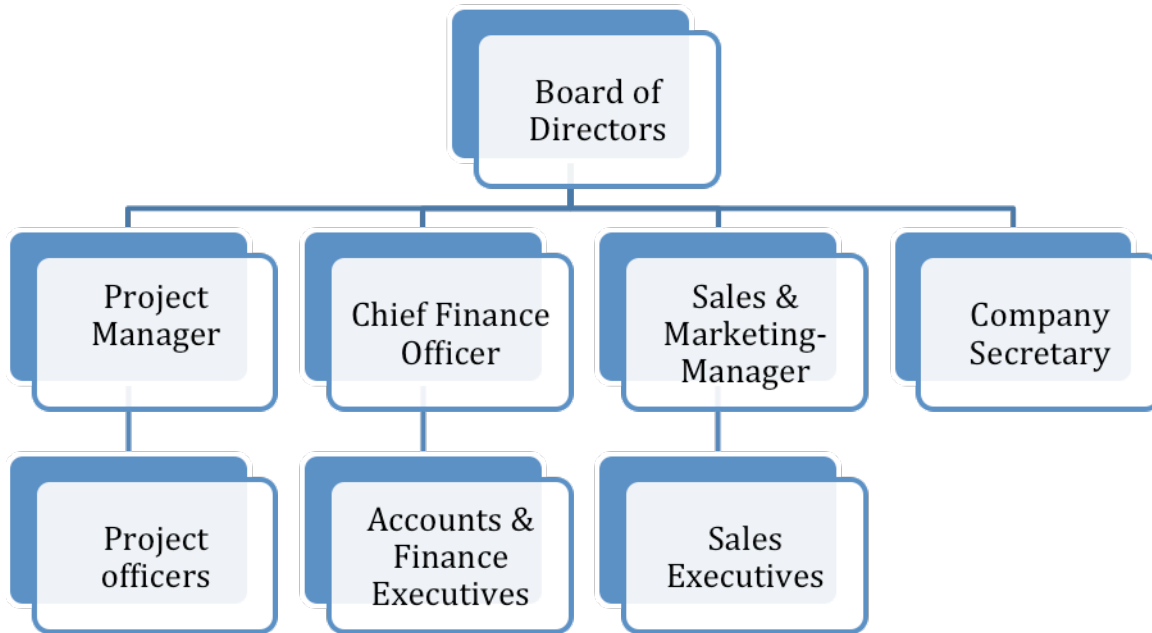 Board of
Directors
Project
Manager
Chief Finance
Officer
Sales &
Marketing-
Manager
Company
Secretary
Project
officers
Accounts &
Finance
Executives
Sales
Executives